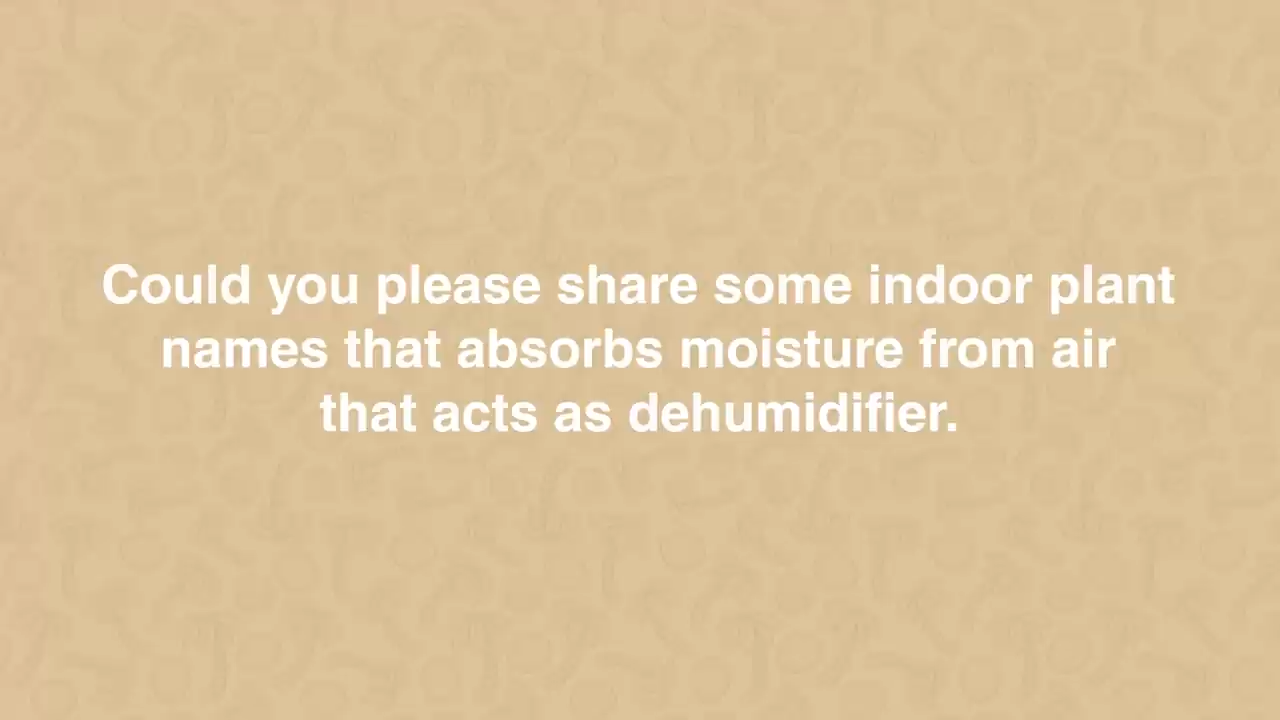 Could you please share some indoor plant
names that absorbs moisture from air
that acts as dehumidifier.